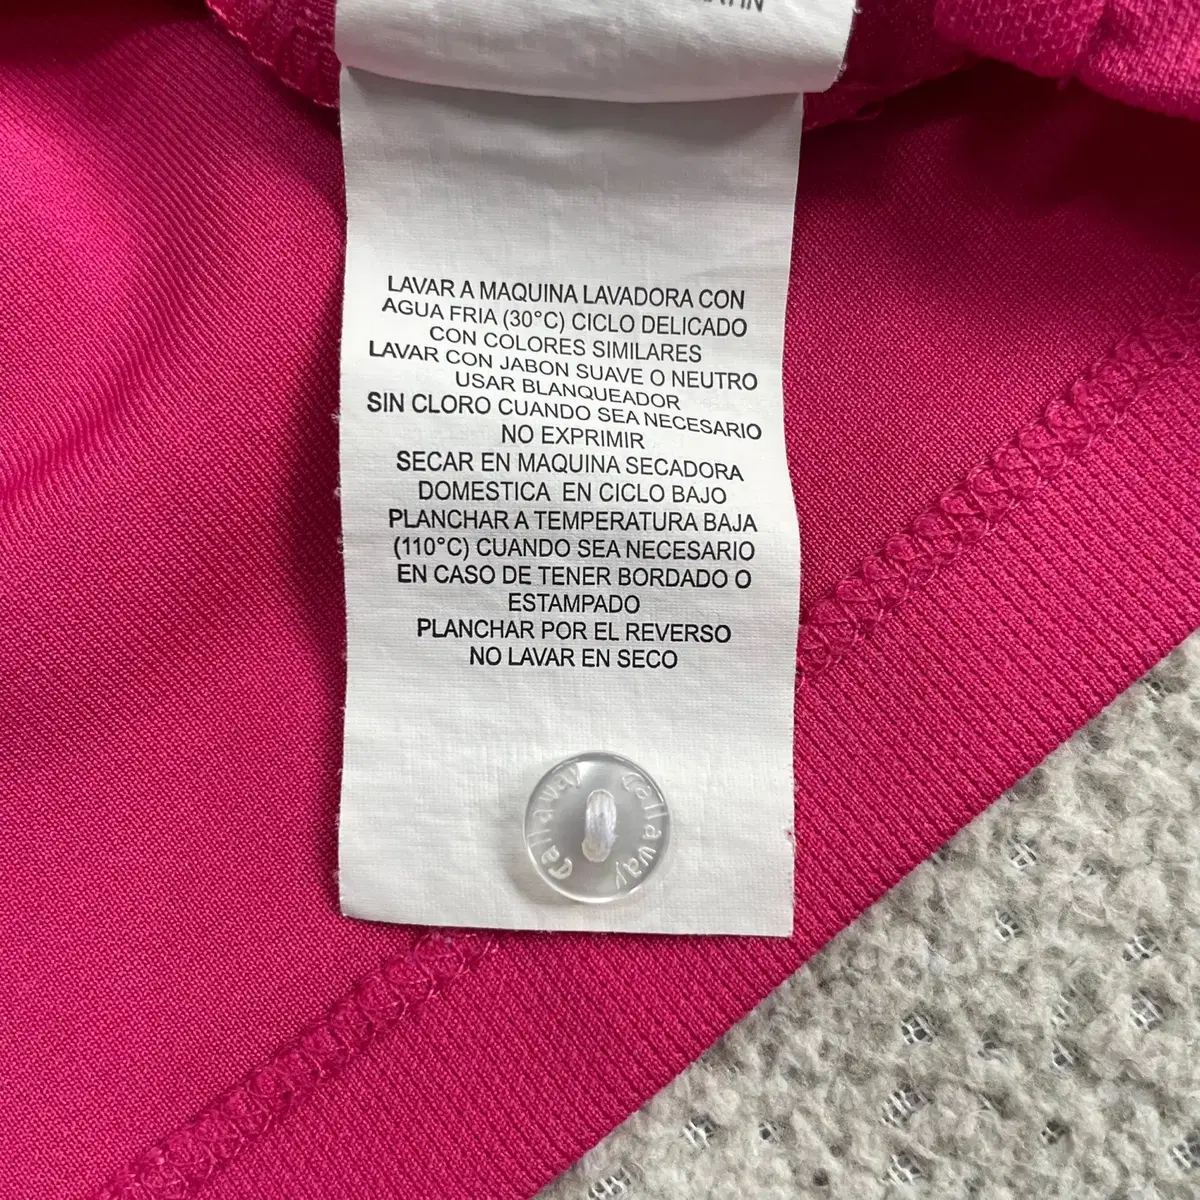 LAVAR A MAQUINA LAVADORA CON
AGUA FRIA (30°C) CICLO DELICADO
CON COLORES SIMILARES
LAVAR CON JABON SUAVE O NEUTRO
USAR BLANQUEADOR
SIN CLORO CUANDO SEA NECESARIO
NO EXPRIMIR
SECAR EN MAQUINA SECADORA
DOMESTICA EN CICLO BAJO
PLANCHAR A TEMPERATURA BAJA
(110°C) CUANDO SEA NECESARIO
EN CASO DE TENER BORDADO O
ESTAMPADO
PLANCHAR POR EL REVERSO
NO LAVAR EN SECO
Callaway
Callaway